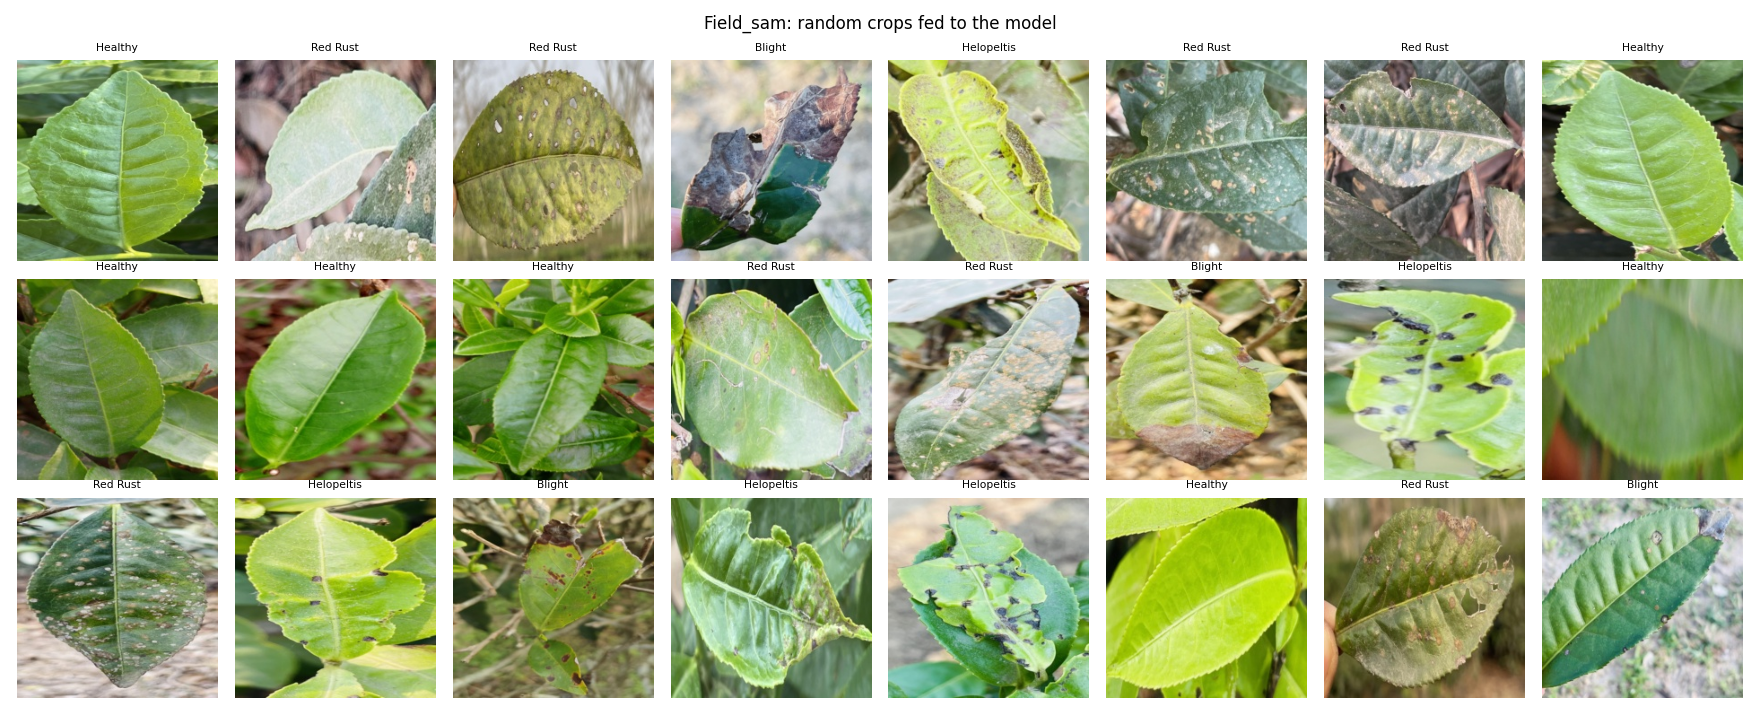 Field_sam: random crops fed to the model
Healthy Red Rust Red Rust Blight Helopeltis Red Rust Red Rust Healthy
Healthy Healthy Healthy Red Rust Red Rust Blight Helopeltis Healthy
Red Rust Helopeltis Blight Helopeltis Helopeltis Healthy Red Rust Blight